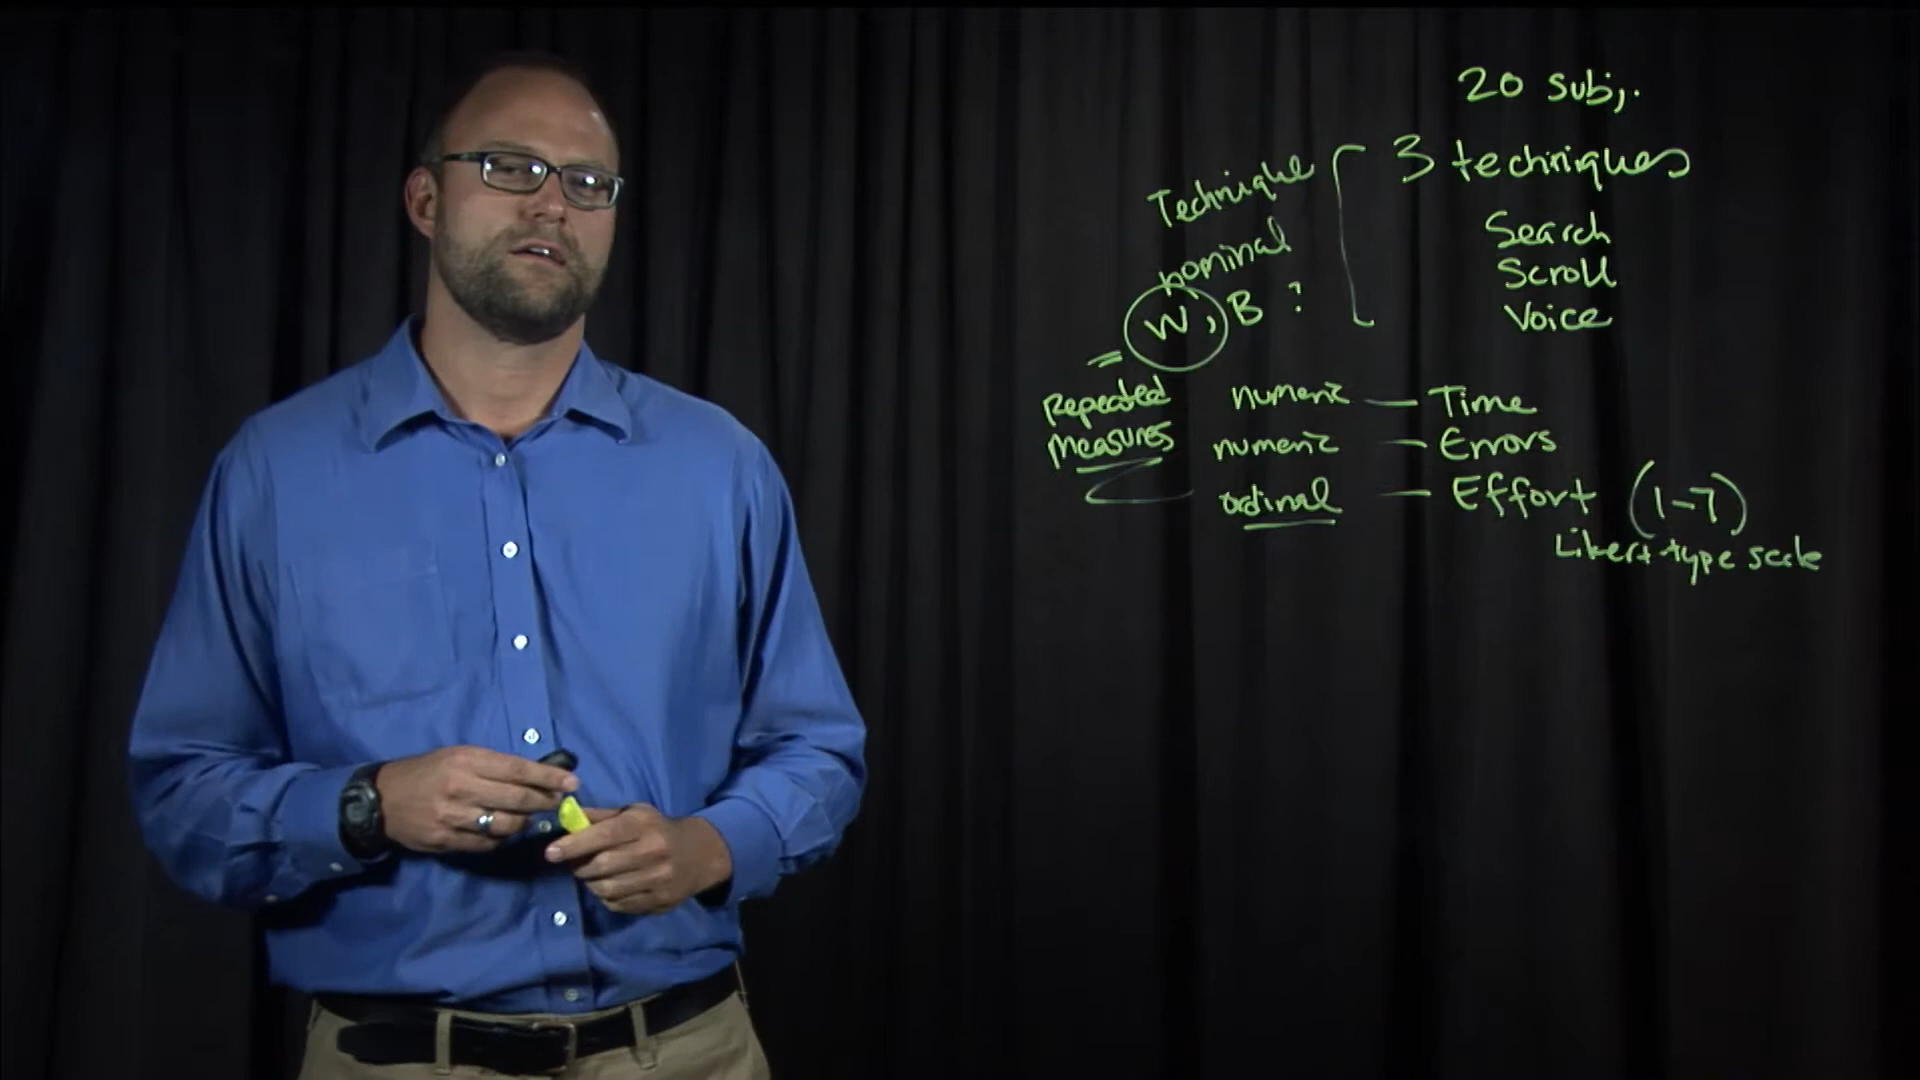 20 subj.
3 techniques
Technique
Search
nominal
Scroll
W, B ?
Voice
=
Repeated
Measures
numeric — Time
numeric — Errors
ordinal — Effort (1-7)
Likert-type scale